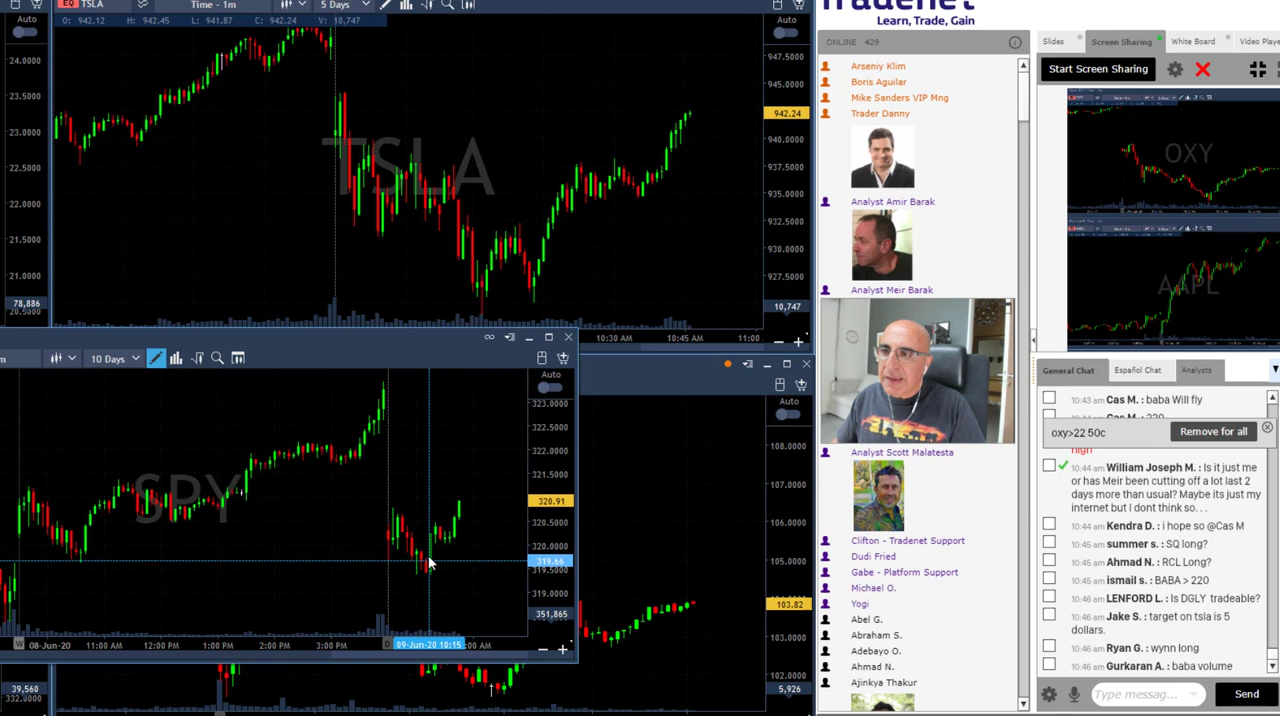 Auto
24.0000
23.5000
23.0000
22.5000
22.0000
21.5000
21.0000
78,886
20.5000
EQ TSLA
Time - 1m
5 Days
O: 942.12 H: 942.45 L: 941.87 C: 942.24 V: 10,747
TSLA
Auto
947.5000
945.0000
942.24
940.0000
937.5000
935.0000
932.5000
930.0000
927.5000
10,747
10:30 AM
10:45 AM
11:00
10 Days
SPY
Auto
323.0000
322.5000
322.0000
321.5000
320.91
320.5000
320.0000
319.66
319.5000
319.0000
351,865
08-Jun-20
11:00 AM
12:00 PM
1:00 PM
2:00 PM
3:00 PM
09-Jun-20 10:15
Auto
108.0000
107.0000
106.0000
105.0000
103.82
103.0000
102.0000
5,926
39,560
332.0000
Tradenet
Learn, Trade, Gain
ONLINE 429
Arseniy Klim
Boris Aguilar
Mike Sanders VIP Mng
Trader Danny
Analyst Amir Barak
Analyst Meir Barak
Analyst Scott Malatesta
Clifton - Tradenet Support
Dudi Fried
Gabe - Platform Support
Michael O.
Yogi
Abel G.
Abraham S.
Adebayo O.
Ahmad N.
Ajinkya Thakur
Slides
Screen Sharing
White Board
Video Playe
Start Screen Sharing
OXY
AAPL
General Chat
Español Chat
Analysts
10:43 am Cas M. : baba Will fly
oxy>22 50c
Remove for all
high
10:44 am William Joseph M. : Is it just me
or has Meir been cutting off a lot last 2
days more than usual? Maybe its just my
internet but I dont think so. . .
10:44 am Kendra D. : i hope so @Cas M
10:45 am summer s. : SQ long?
10:45 am Ahmad N. : RCL Long?
10:46 am ismail s. : BABA > 220
10:46 am LENFORD L. : Is DGLY tradeable?
10:46 am Jake S. : target on tsla is 5
dollars.
10:46 am Ryan G. : wynn long
10:46 am Gurkaran A. : baba volume
Type messag...
Send